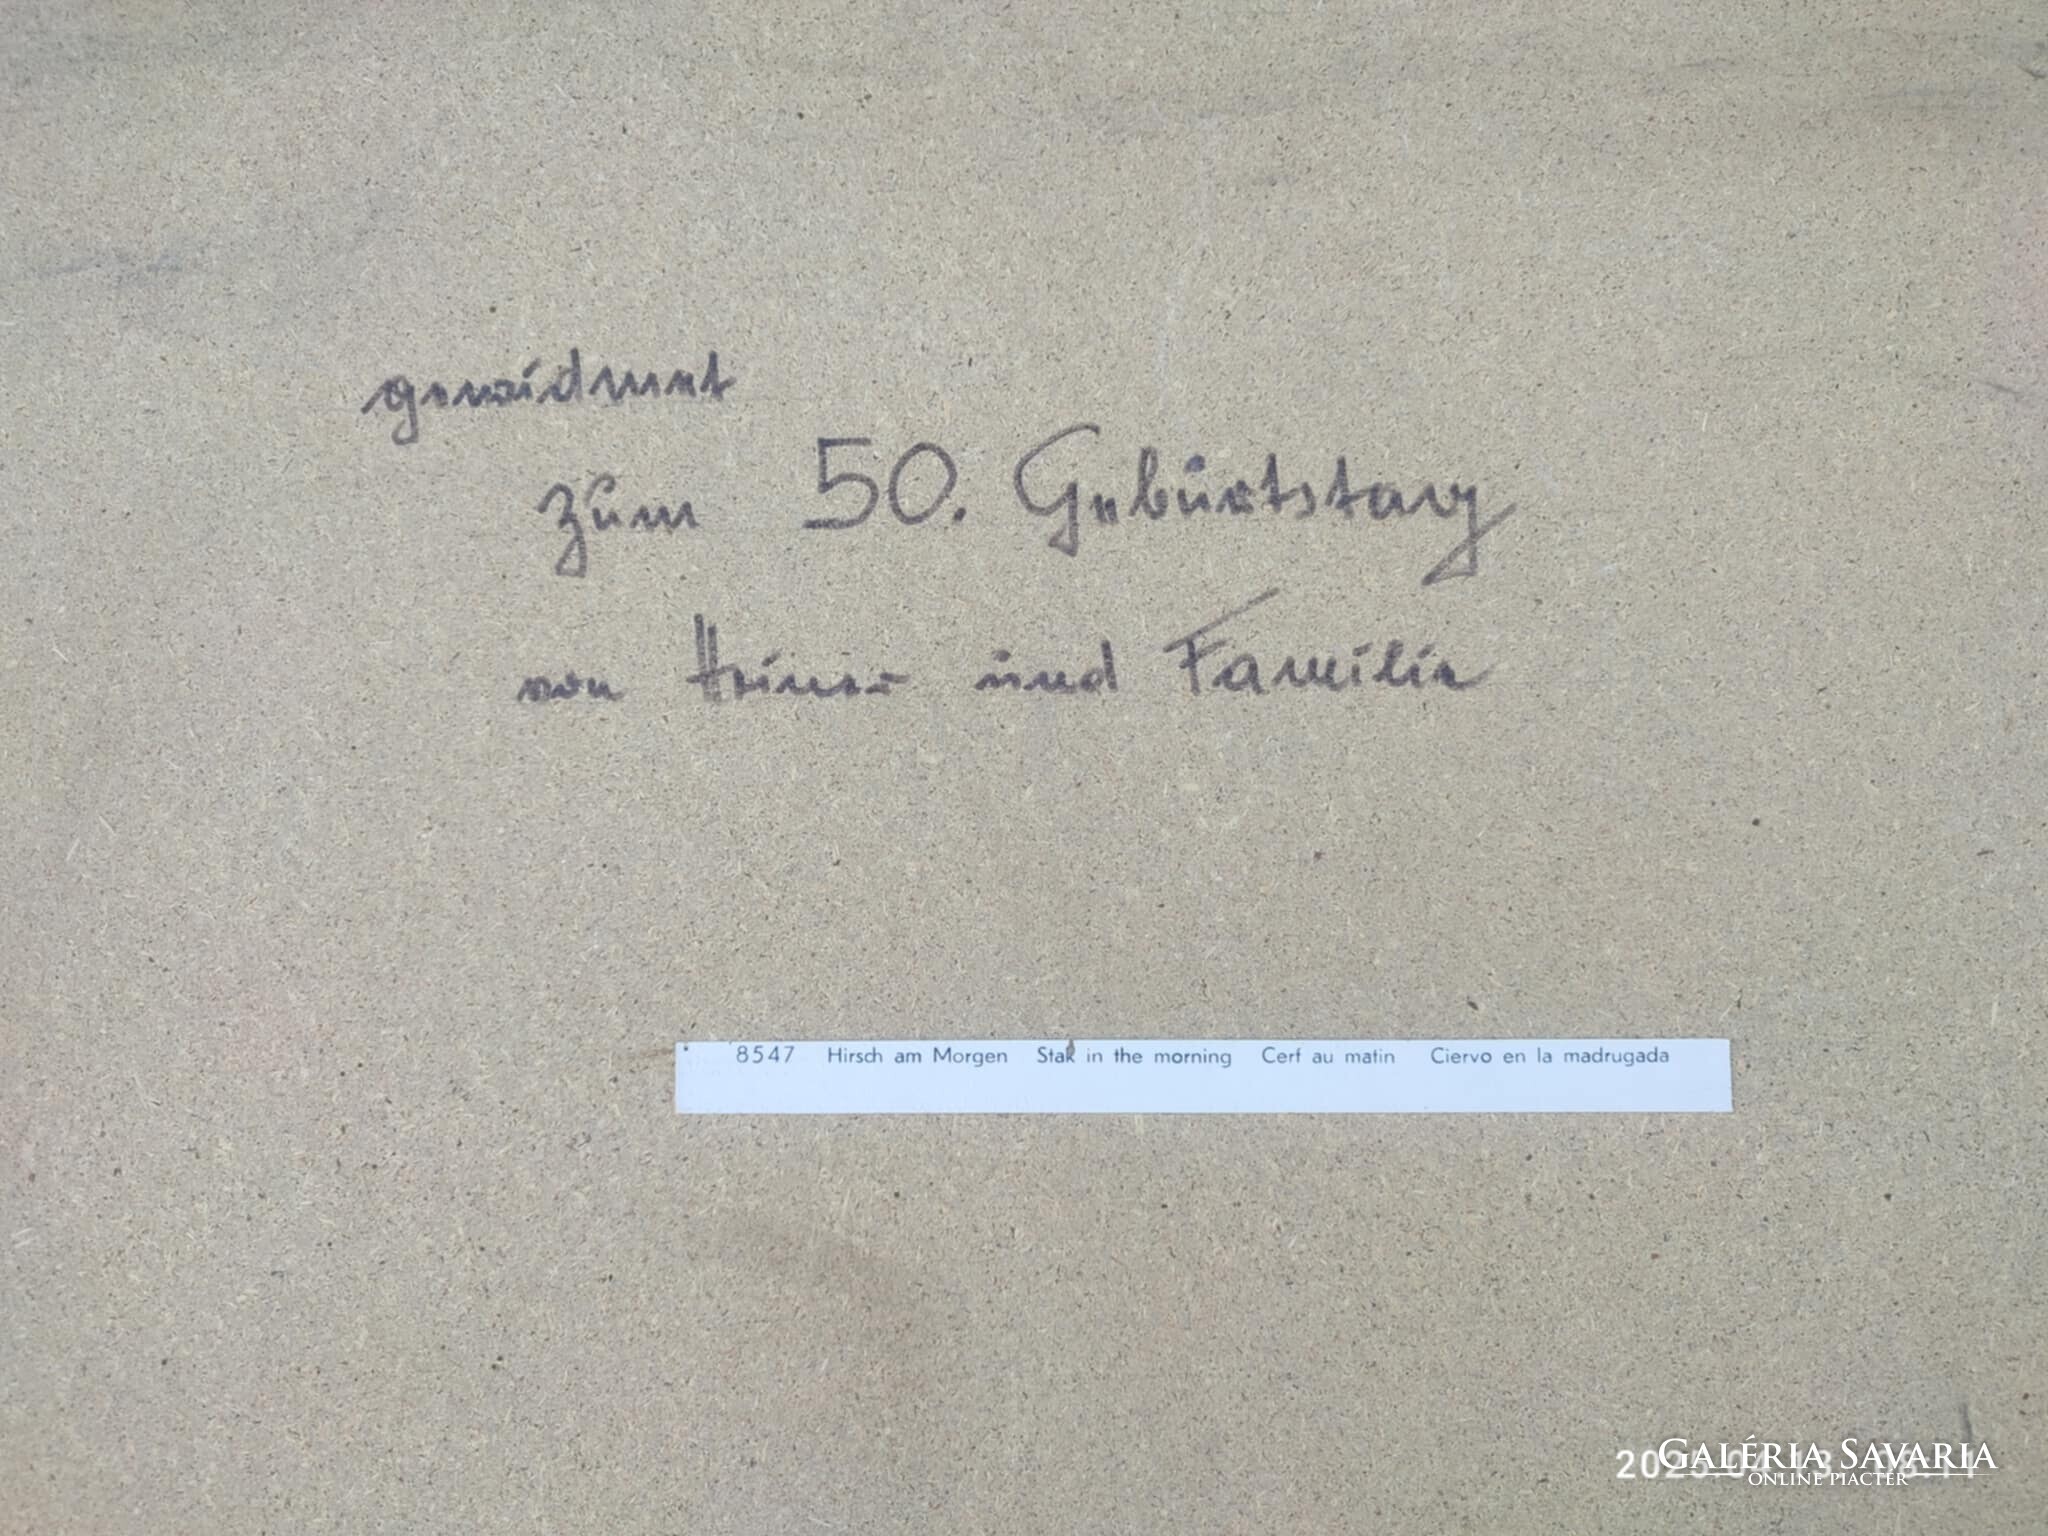 gewidmet
zum 50. Geburtstag
von Heiner und Familie
8547 Hirsch am Morgen Stak in the morning Cerf au matin Ciervo en la madrugada
GALÉRIA SAVARIA
ONLINE PIACTÉR